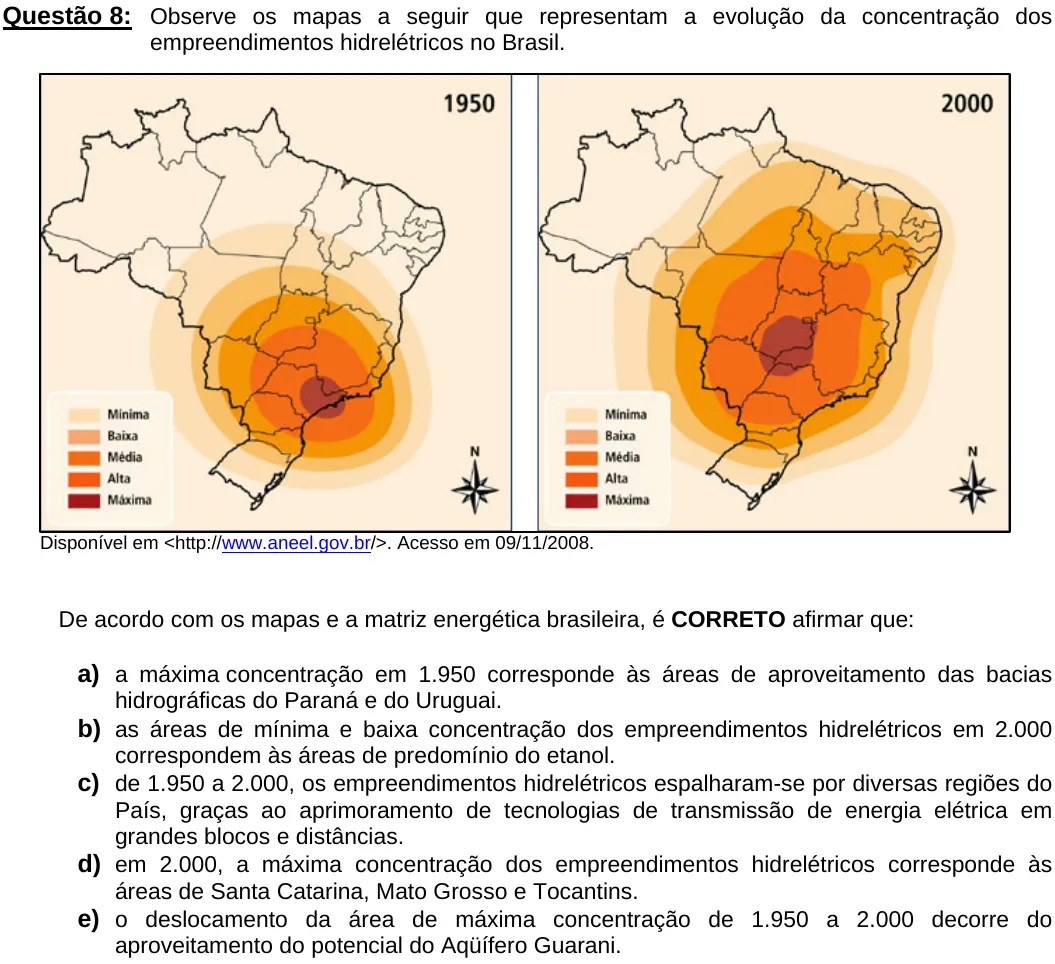 Questão 8: Observe os mapas a seguir que representam a evolução da concentração dos
empreendimentos hidrelétricos no Brasil.
1950
Mínima
Baixa
Média
Alta
Máxima
N
2000
Mínima
Baixa
Média
Alta
Máxima
N
Disponível em <http://www.aneel.gov.br/>. Acesso em 09/11/2008.
De acordo com os mapas e a matriz energética brasileira, é CORRETO afirmar que:
a) a máxima concentração em 1.950 corresponde às áreas de aproveitamento das bacias
hidrográficas do Paraná e do Uruguai.
b) as áreas de mínima e baixa concentração dos empreendimentos hidrelétricos em 2.000
correspondem às áreas de predomínio do etanol.
c) de 1.950 a 2.000, os empreendimentos hidrelétricos espalharam-se por diversas regiões do
País, graças ao aprimoramento de tecnologias de transmissão de energia elétrica em
grandes blocos e distâncias.
d) em 2.000, a máxima concentração dos empreendimentos hidrelétricos corresponde às
áreas de Santa Catarina, Mato Grosso e Tocantins.
e) o deslocamento da área de máxima concentração de 1.950 a 2.000 decorre do
aproveitamento do potencial do Aqüífero Guarani.